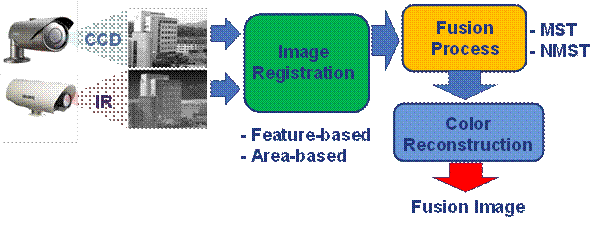 CCD
IR
Image
Registration
- Feature-based
- Area-based
Fusion
Process
- MST
- NMST
Color
Reconstruction
Fusion Image